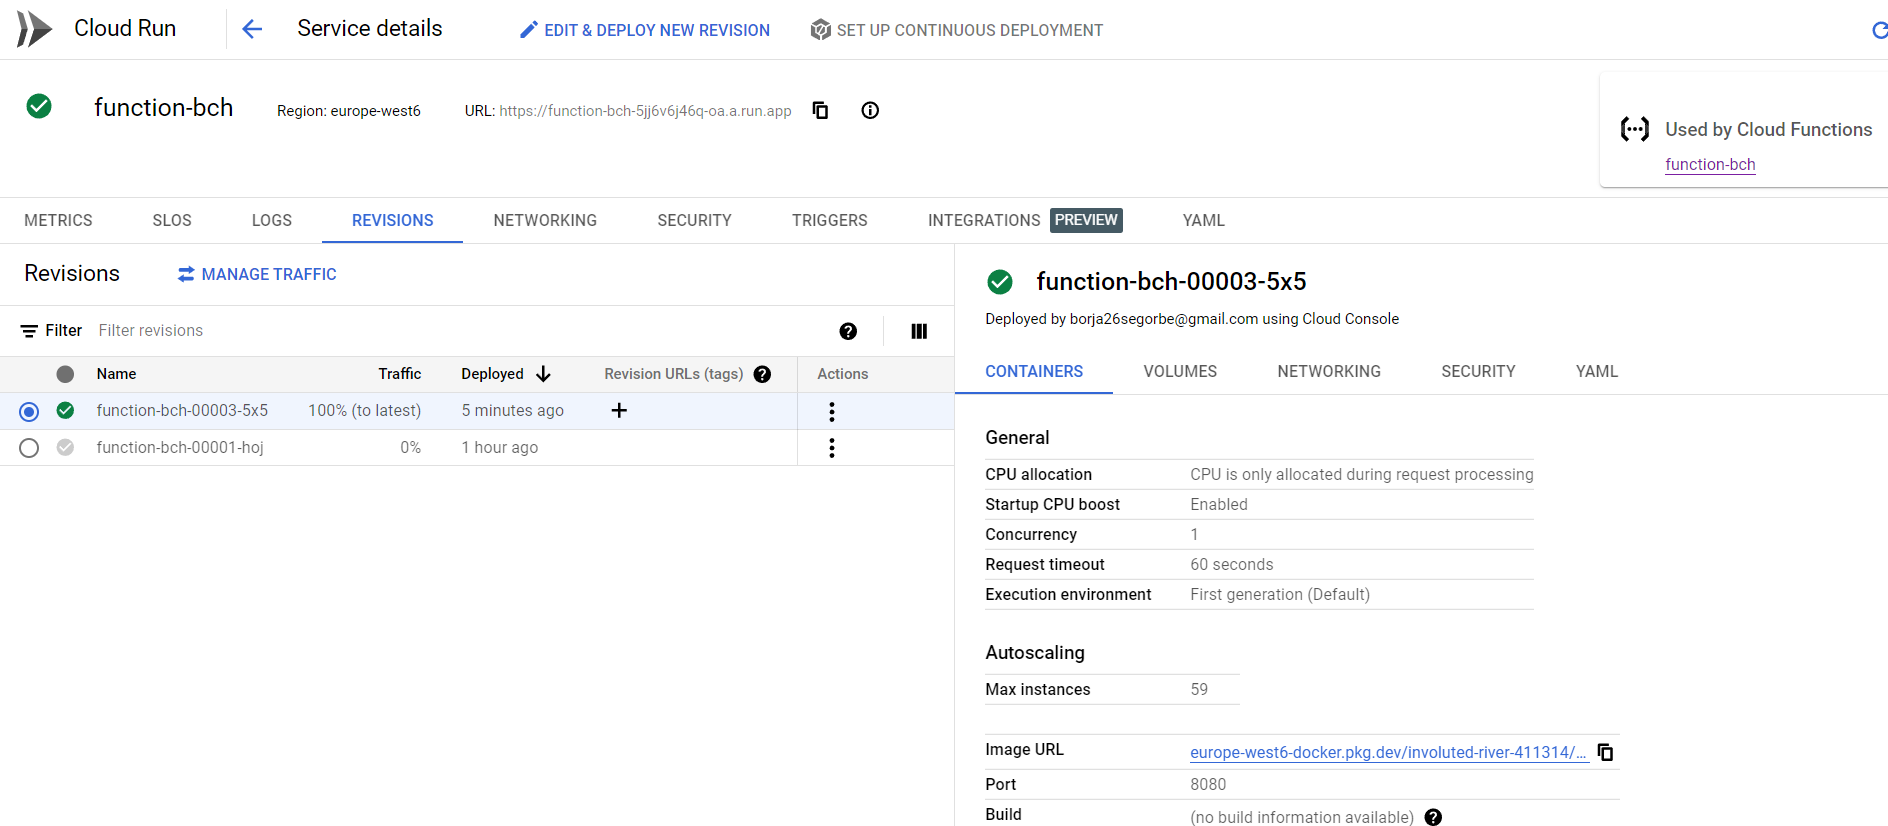 Cloud Run
Service details
EDIT & DEPLOY NEW REVISION
SET UP CONTINUOUS DEPLOYMENT
function-bch
Region: europe-west6
URL: https://function-bch-5jj6v6j46q-oa.a.run.app
Used by Cloud Functions
function-bch
METRICS SLOS LOGS REVISIONS NETWORKING SECURITY TRIGGERS INTEGRATIONS PREVIEW YAML
Revisions
MANAGE TRAFFIC
Filter Filter revisions
Name Traffic Deployed Revision URLs (tags) Actions
function-bch-00003-5x5 100% (to latest) 5 minutes ago
function-bch-00001-hoj 0% 1 hour ago
function-bch-00003-5x5
Deployed by borja26segorbe@gmail.com using Cloud Console
CONTAINERS VOLUMES NETWORKING SECURITY YAML
General
CPU allocation CPU is only allocated during request processing
Startup CPU boost Enabled
Concurrency 1
Request timeout 60 seconds
Execution environment First generation (Default)
Autoscaling
Max instances 59
Image URL europe-west6-docker.pkg.dev/involuted-river-411314/...
Port 8080
Build (no build information available)